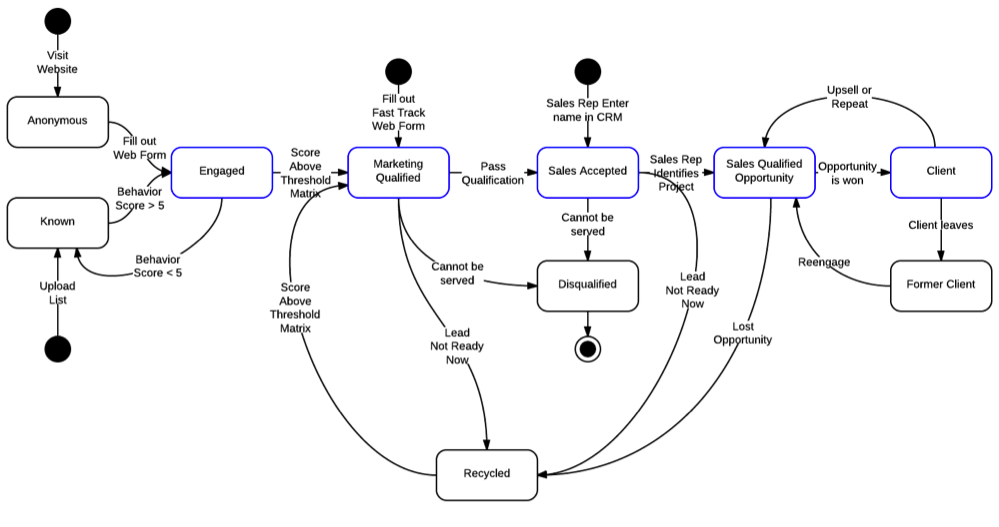 Visit
Website
Anonymous
Fill out
Web Form
Known
Behavior
Score > 5
Upload
List
Engaged
Behavior
Score < 5
Score
Above
Threshold
Matrix
Fill out
Fast Track
Web Form
Marketing
Qualified
Score
Above
Threshold
Matrix
Pass
Qualification
Cannot be
served
Lead
Not Ready
Now
Sales Rep Enter
name in CRM
Sales Accepted
Cannot be
served
Disqualified
Sales Rep
Identifies
Project
Lead
Not Ready
Now
Recycled
Sales Qualified
Opportunity
Lost
Opportunity
Upsell or
Repeat
Opportunity
is won
Client
Client leaves
Reengage
Former Client